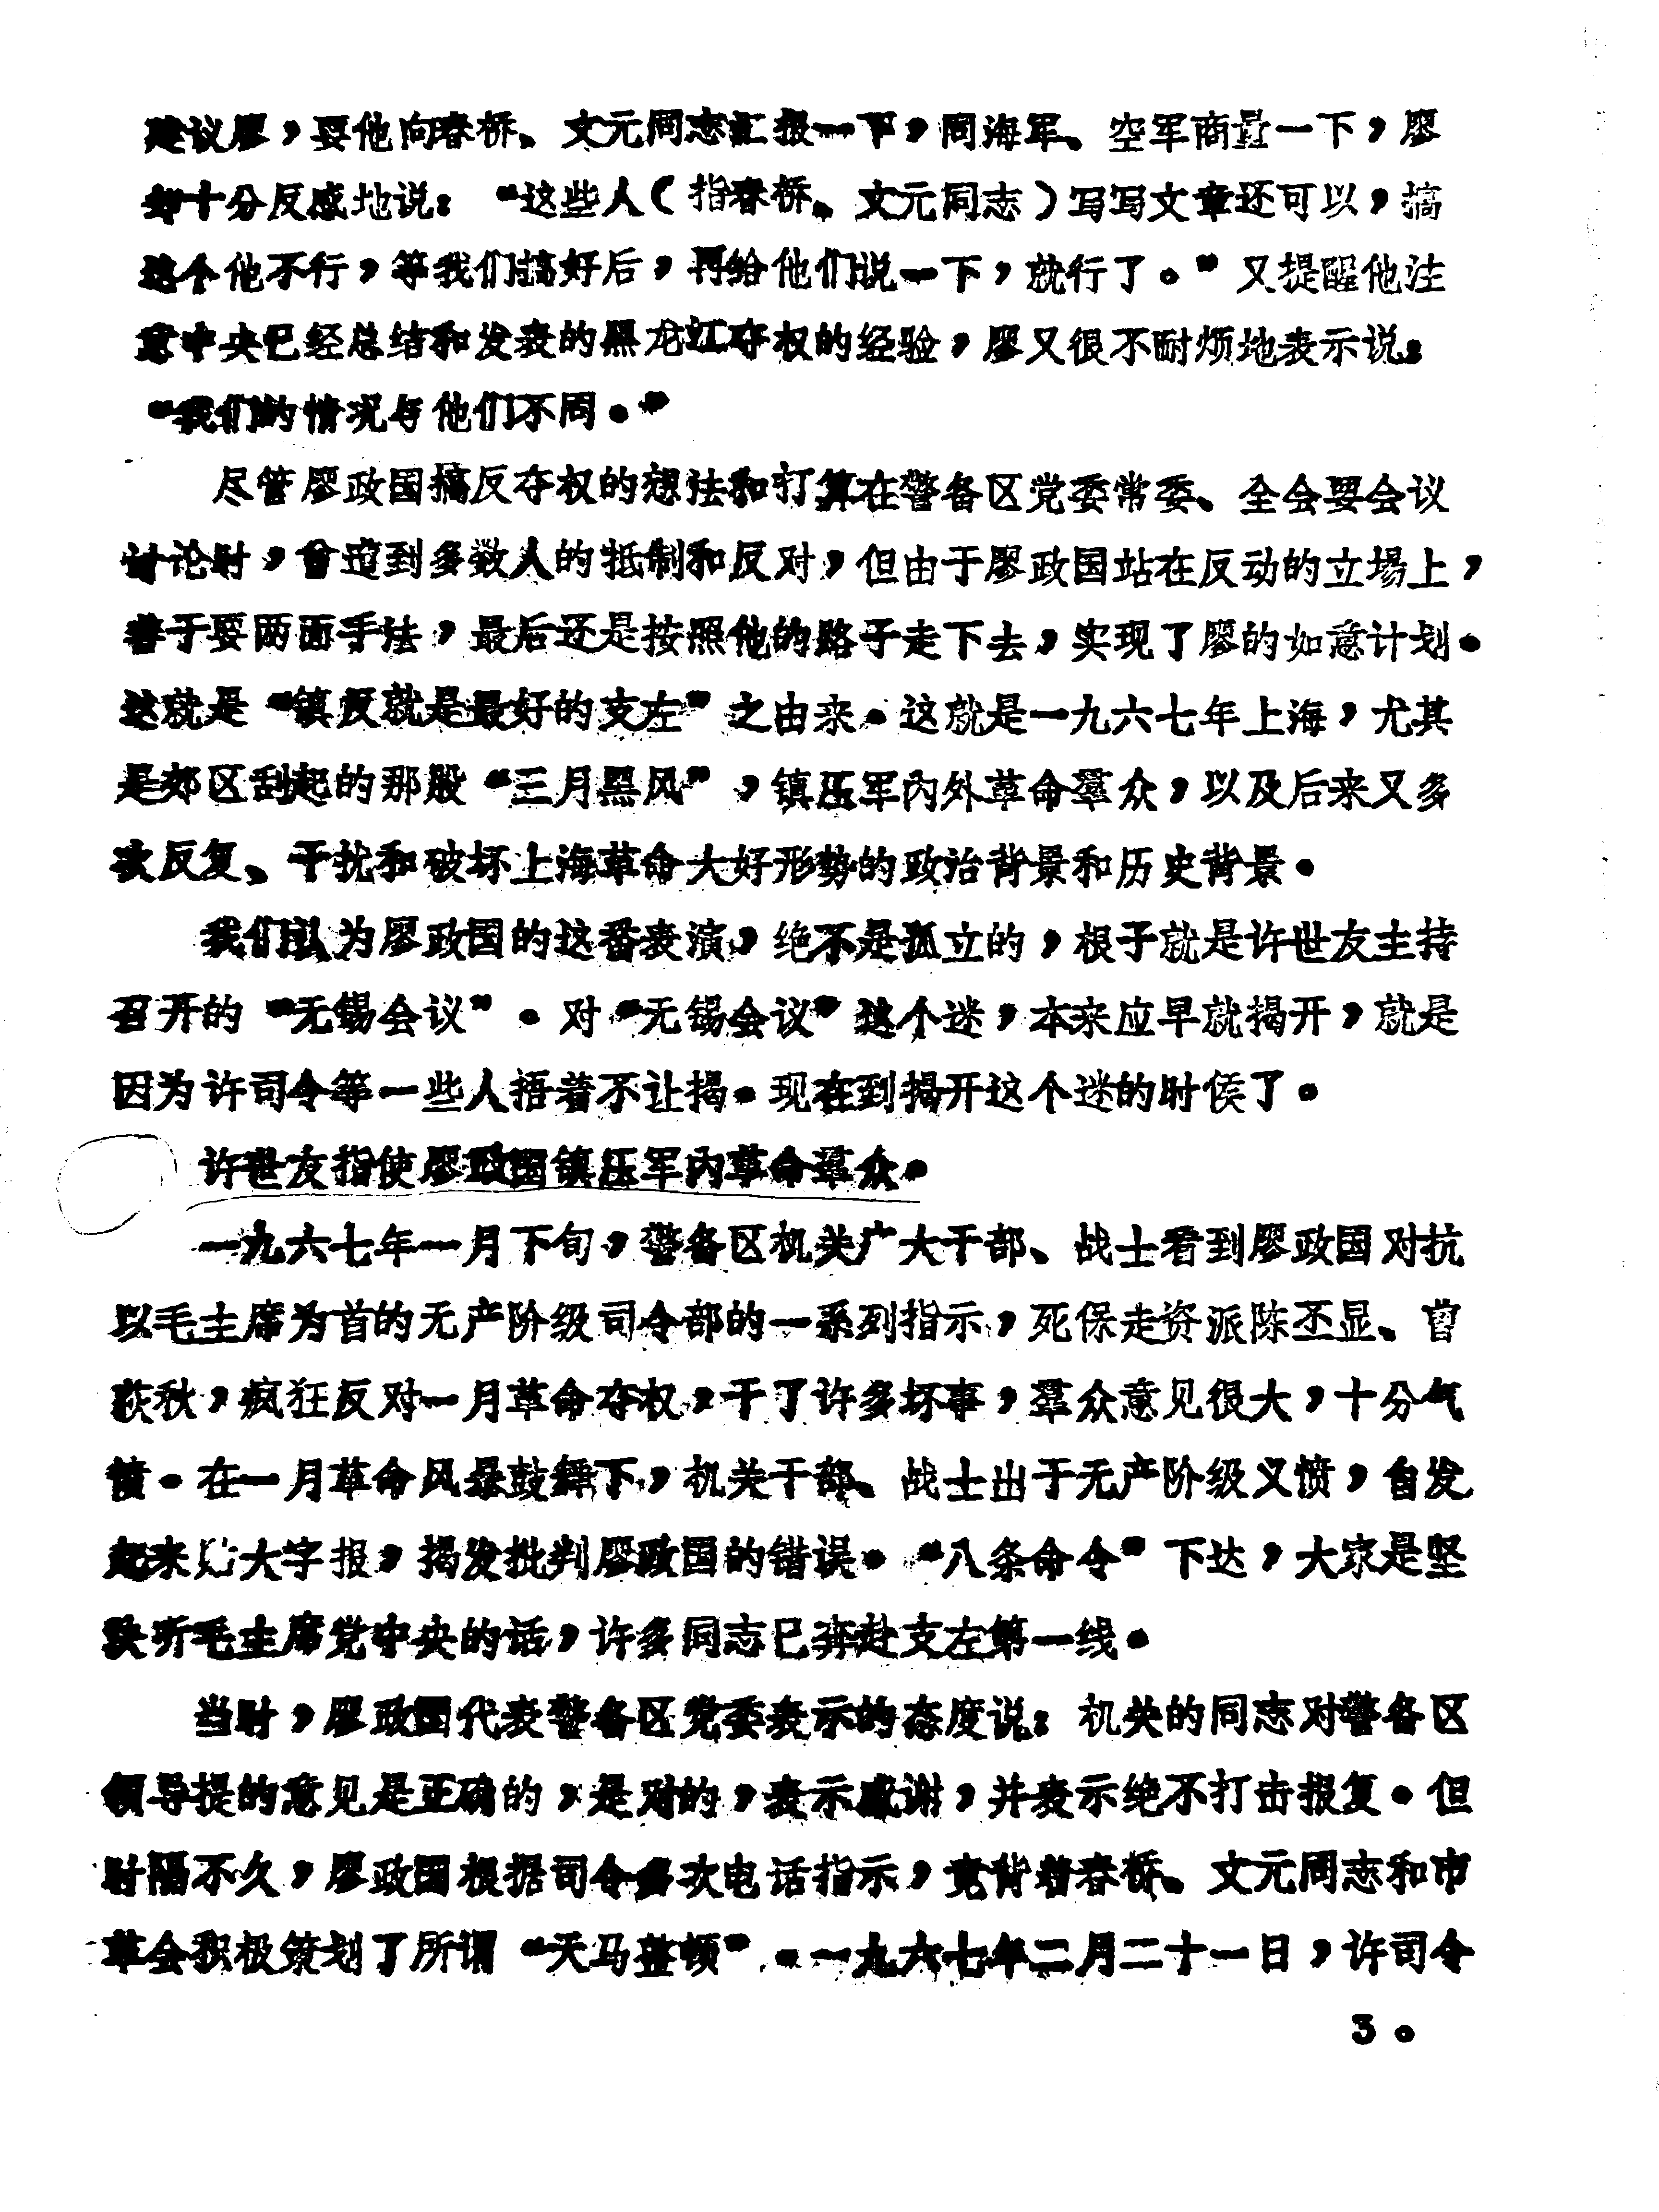 建议廖，要他向春桥、文元同志汇报一下，同海军、空军商量一下，廖
却十分反感地说：“这些人（指春桥、文元同志）写写文章还可以，搞
这个他不行，等我们搞好后，再给他们说一下，就行了。”又提醒他注
意中央已经总结和发表的黑龙江夺权的经验，廖又很不耐烦地表示说：
“我们的情况与他们不同。”
尽管廖政国搞反夺权的想法和打算在警备区党委常委、全会要会议
讨论时，曾遭到多数人的抵制和反对，但由于廖政国站在反动的立場上，
善于耍两面手法，最后还是按照他的路子走下去，实现了廖的如意计划。
这就是“镇反就是最好的支左”之由来。这就是一九六七年上海，尤其
是郊区刮起的那股“三月黑风”，镇压军內外革命羣众，以及后来又多
次反复、干扰和破坏上海革命大好形势的政治背景和历史背景。
我们认为廖政国的这番表演，绝不是孤立的，根子就是许世友主持
召开的“无锡会议”。对“无锡会议”这个迷，本来应早就揭开，就是
因为许司令等一些人捂着不让揭。现在到揭开这个迷的时侯了。
许世友指使廖政国镇压军內革命羣众。
一九六七年一月下旬，警备区机关广大干部、战士看到廖政国对抗
以毛主席为首的无产阶级司令部的一系列指示，死保走资派陈丕显、曾
荻秋，疯狂反对一月革命夺权，干了许多坏事，羣众意见很大，十分气
愤。在一月革命风暴鼓舞下，机关干部、战士出于无产阶级义愤，自发
起来贴大字报，揭发批判廖政国的错误。“八条命令”下达，大家是坚
决听毛主席党中央的话，许多同志已奔赴支左第一线。
当时，廖政国代表警备区党委表示的态度说：机关的同志对警备区
领导提的意见是正确的，是对的，表示感谢，并表示绝不打击报复。但
时隔不久，廖政国根据司令多次电话指示，竟背着春桥、文元同志和市
革会积极策划了所谓“天马整顿”。一九六七年二月二十一日，许司令
3。